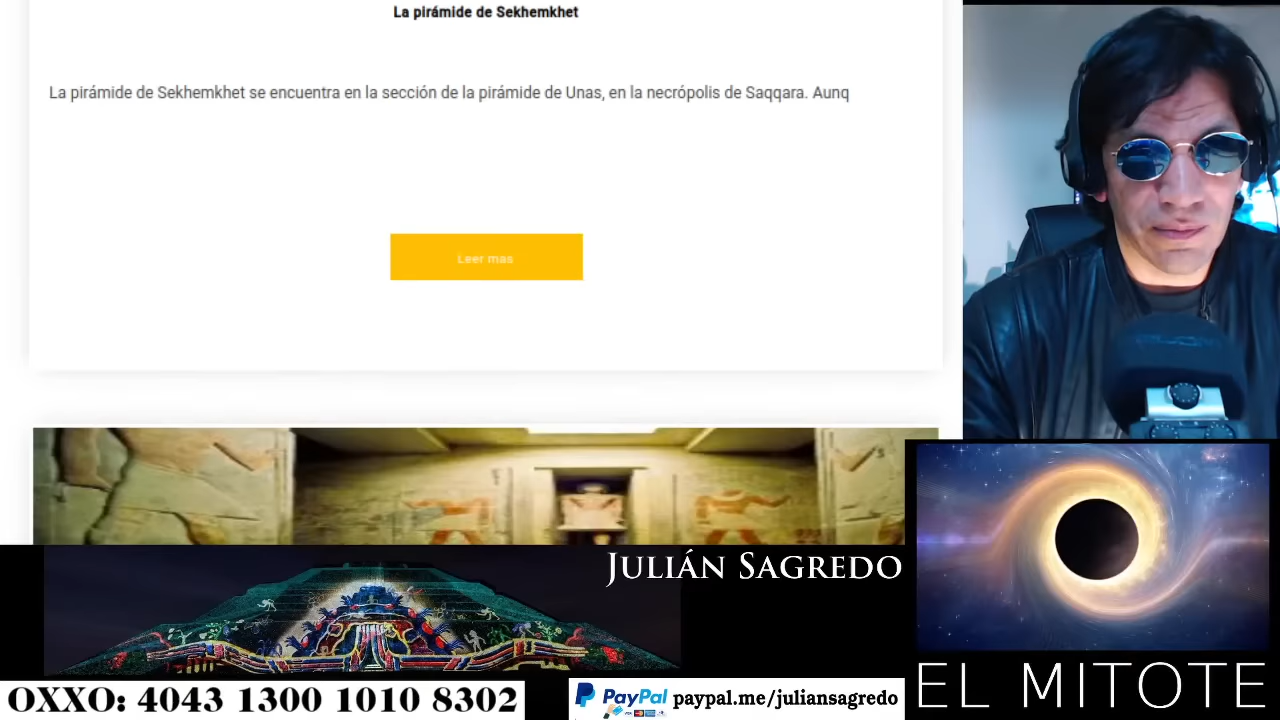 La pirámide de Sekhemkhet
La pirámide de Sekhemkhet se encuentra en la sección de la pirámide de Unas, en la necrópolis de Saqqara. Aunq
Leer mas
JULIÁN SAGREDO
OXXO: 4043 1300 1010 8302
PayPal paypal.me/juliansagredo
EL MITOTE